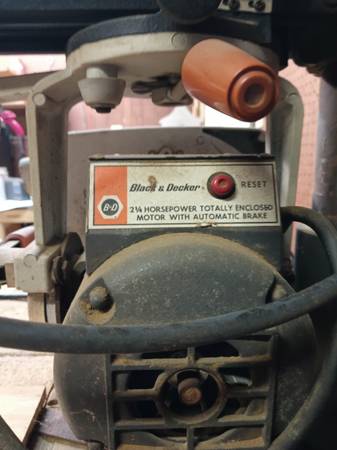 Black & Decker® RESET
B-D
2¼ HORSEPOWER TOTALLY ENCLOSED
MOTOR WITH AUTOMATIC BRAKE